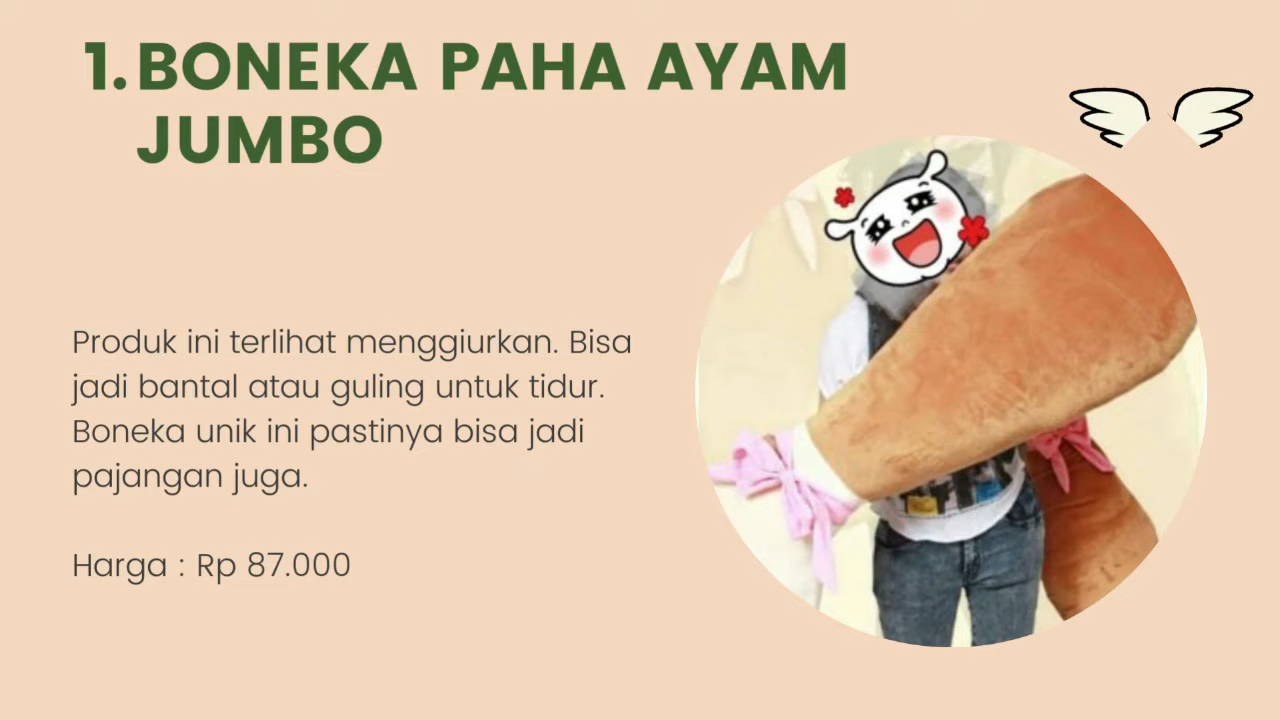 1. BONEKA PAHA AYAM
JUMBO
Produk ini terlihat menggiurkan. Bisa
jadi bantal atau guling untuk tidur.
Boneka unik ini pastinya bisa jadi
pajangan juga.
Harga : Rp 87.000